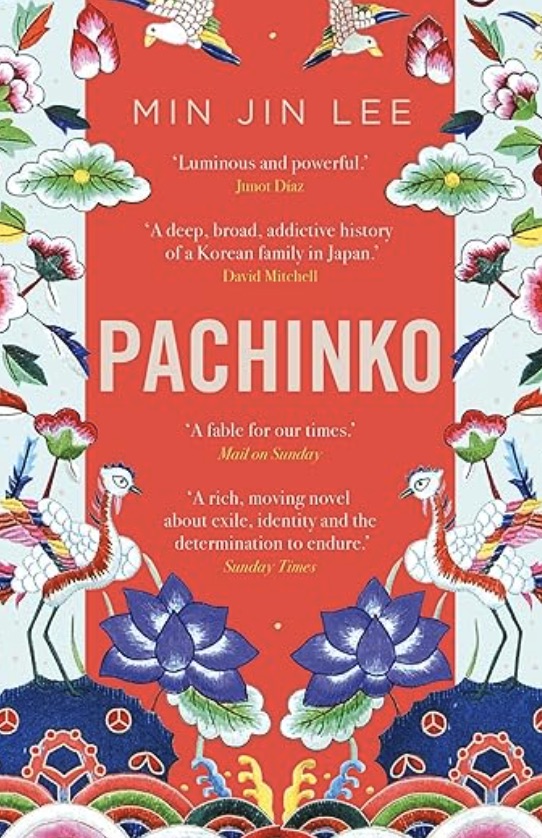 MIN JIN LEE
‘Luminous and powerful.’
Junot Díaz
‘A deep, broad, addictive history
of a Korean family in Japan.’
David Mitchell
PACHINKO
‘A fable for our times.’
Mail on Sunday
‘A rich, moving novel
about exile, identity and the
determination to endure.’
Sunday Times